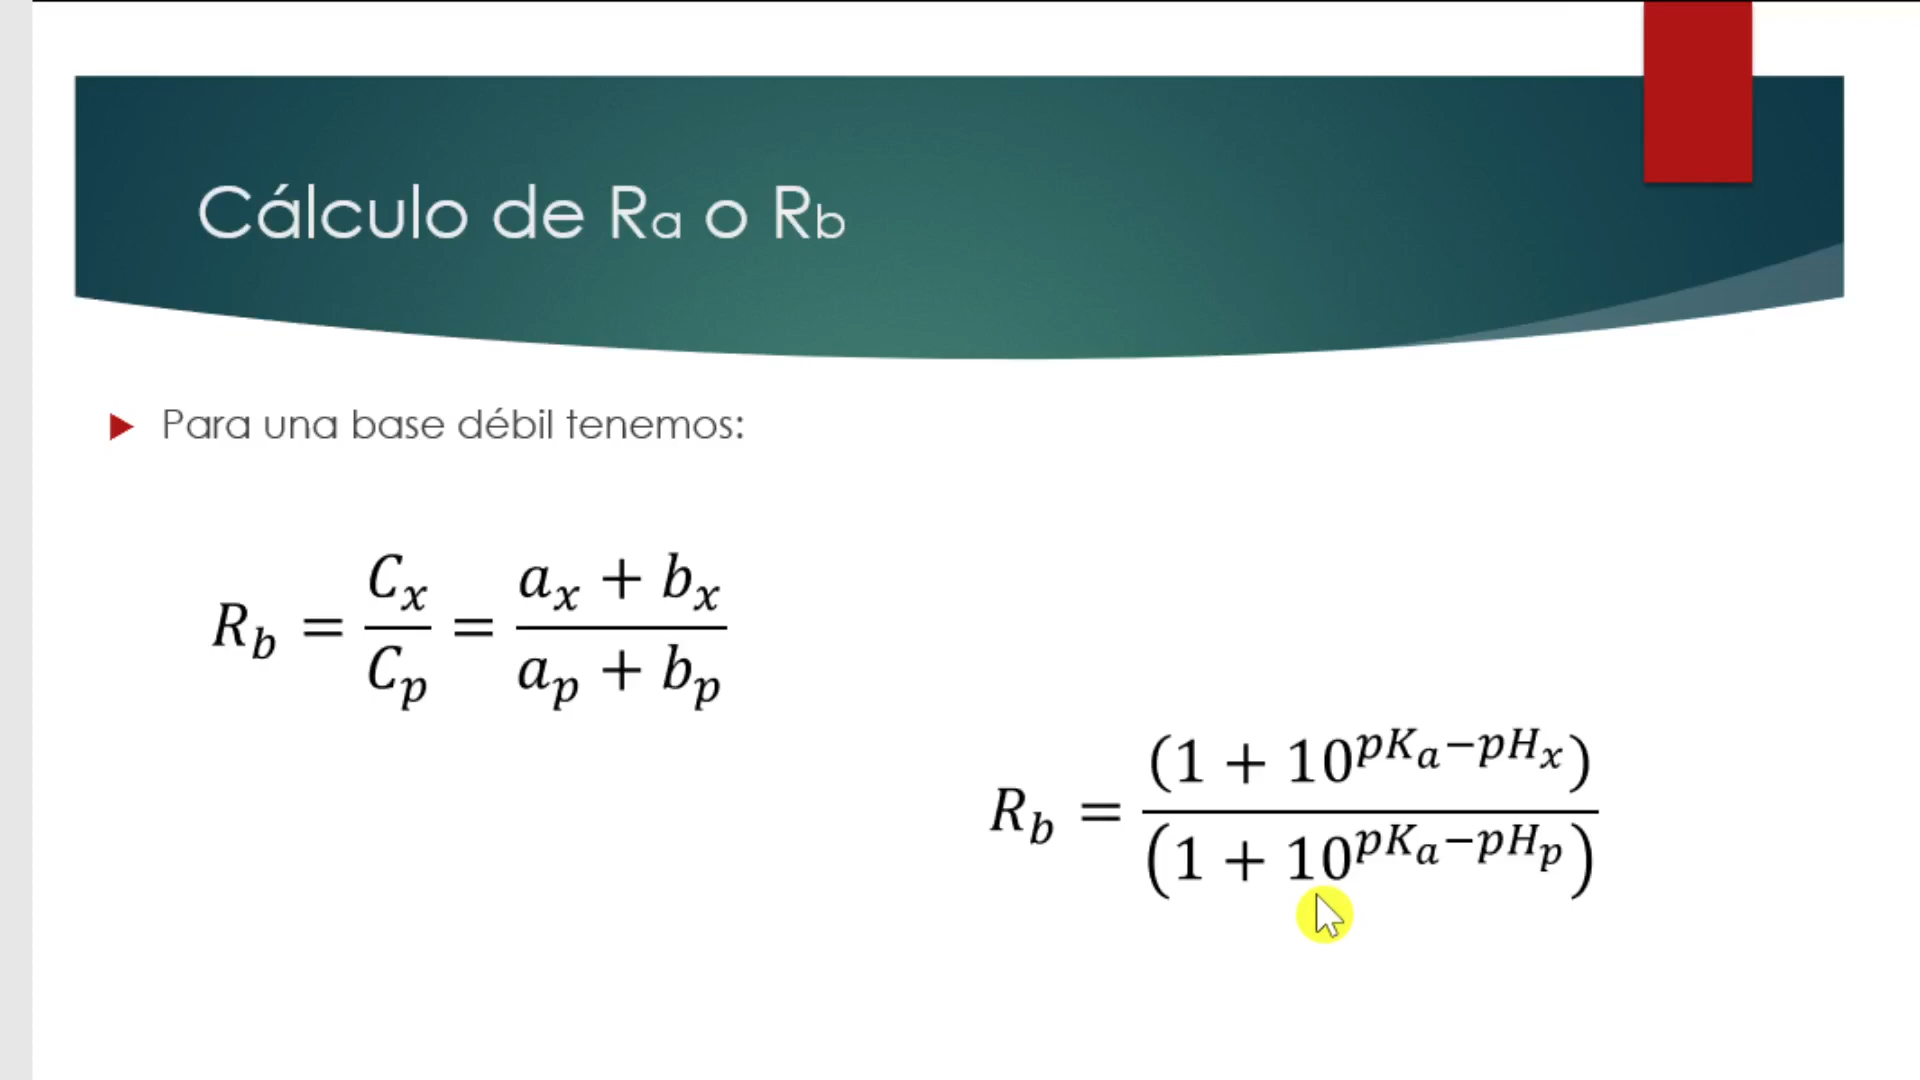 Cálculo de Ra o Rb
Para una base débil tenemos:
R_b = C_x / C_p = (a_x + b_x) / (a_p + b_p)
R_b = (1 + 10^{pK_a−pH_x}) / (1 + 10^{pK_a−pH_p})